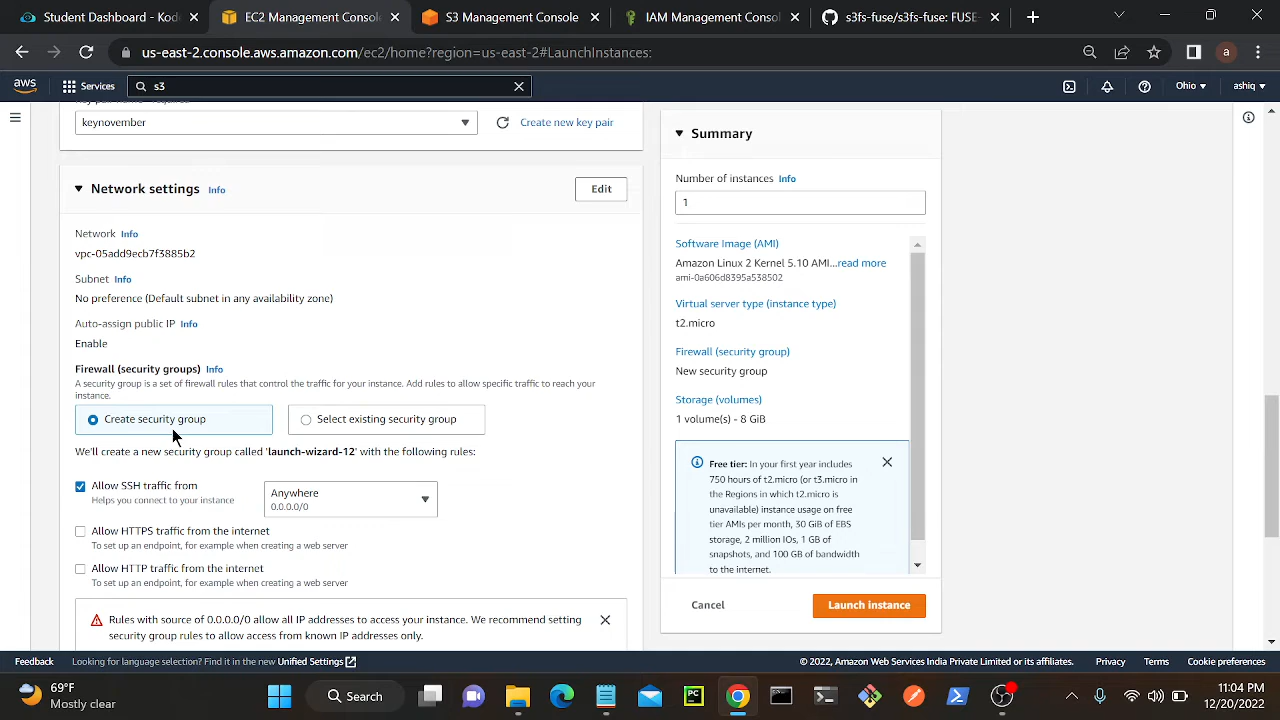 Student Dashboard - Kod
EC2 Management Consol
S3 Management Console
IAM Management Consol
s3fs-fuse/s3fs-fuse: FUSE-
us-east-2.console.aws.amazon.com/ec2/home?region=us-east-2#LaunchInstances:
a
aws
Services
s3
Ohio
ashiq
keynovember
Create new key pair
Network settings
Info
Edit
Network Info
vpc-05add9ecb7f3885b2
Subnet Info
No preference (Default subnet in any availability zone)
Auto-assign public IP Info
Enable
Firewall (security groups) Info
A security group is a set of firewall rules that control the traffic for your instance. Add rules to allow specific traffic to reach your
instance.
Create security group
Select existing security group
We'll create a new security group called 'launch-wizard-12' with the following rules:
Allow SSH traffic from
Helps you connect to your instance
Anywhere
0.0.0.0/0
Allow HTTPS traffic from the internet
To set up an endpoint, for example when creating a web server
Allow HTTP traffic from the internet
To set up an endpoint, for example when creating a web server
Rules with source of 0.0.0.0/0 allow all IP addresses to access your instance. We recommend setting
security group rules to allow access from known IP addresses only.
Summary
Number of instances Info
1
Software Image (AMI)
Amazon Linux 2 Kernel 5.10 AMI...read more
ami-0a606d8395a538502
Virtual server type (instance type)
t2.micro
Firewall (security group)
New security group
Storage (volumes)
1 volume(s) - 8 GiB
Free tier: In your first year includes
750 hours of t2.micro (or t3.micro in
the Regions in which t2.micro is
unavailable) instance usage on free
tier AMIs per month, 30 GiB of EBS
storage, 2 million IOs, 1 GB of
snapshots, and 100 GB of bandwidth
to the internet.
Cancel
Launch instance
Feedback
Looking for language selection? Find it in the new Unified Settings
© 2022, Amazon Web Services India Private Limited or its affiliates.
Privacy
Terms
Cookie preferences
69°F
Mostly clear
Search
PC
11:04 PM
12/20/2022